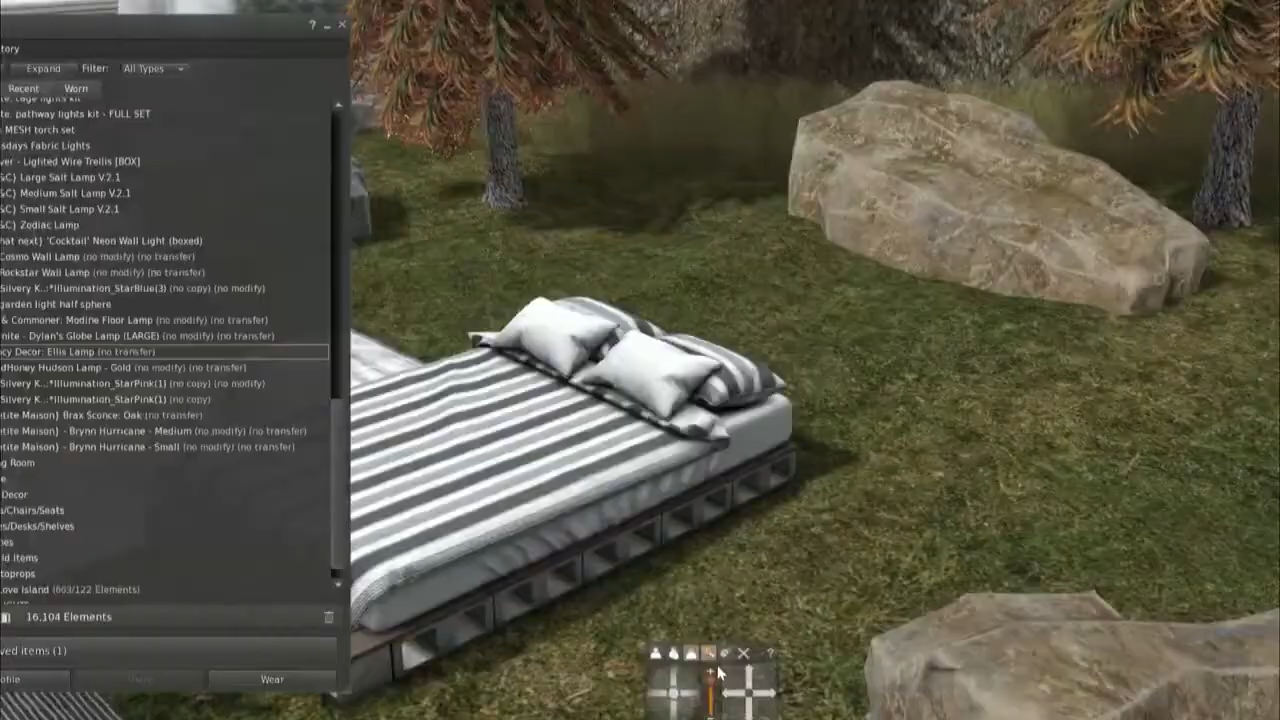 ?
tory
Expand Filter: All Types
Recent Worn
te. cage lights kit
te. pathway lights kit - FULL SET
MESH torch set
sdays Fabric Lights
ver - Lighted Wire Trellis [BOX]
&C} Large Salt Lamp V.2.1
&C} Medium Salt Lamp V.2.1
&C} Small Salt Lamp V.2.1
&C} Zodiac Lamp
hat next} 'Cocktail' Neon Wall Light (boxed)
Cosmo Wall Lamp (no modify) (no transfer)
Rockstar Wall Lamp (no modify) (no transfer)
Silvery K..:*Illumination_StarBlue(3) (no copy) (no modify)
garden light half sphere
& Commoner: Modine Floor Lamp (no modify) (no transfer)
nite - Dylan's Globe Lamp (LARGE) (no modify) (no transfer)
cy Decor: Ellis Lamp (no transfer)
dHoney Hudson Lamp - Gold (no modify) (no transfer)
Silvery K..:*Illumination_StarPink(1) (no copy) (no modify)
Silvery K..:*Illumination_StarPink(1) (no copy)
tite Maison} Brax Sconce: Oak (no transfer)
tite Maison} - Brynn Hurricane - Medium (no modify) (no transfer)
tite Maison} - Brynn Hurricane - Small (no modify) (no transfer)
g Room
e
Decor
s/Chairs/Seats
es/Desks/Shelves
oes
ld Items
toprops
Love Island (603/122 Elements)
16,104 Elements
ved items (1)
ofile Wear
?